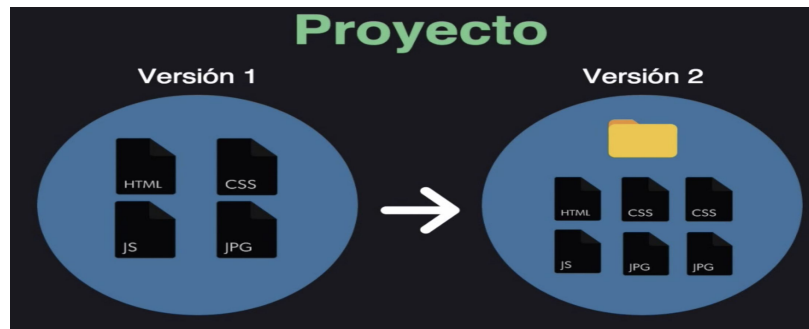 Proyecto
Versión 1
Versión 2
HTML
CSS
JS
JPG
HTML
CSS
CSS
JS
JPG
JPG